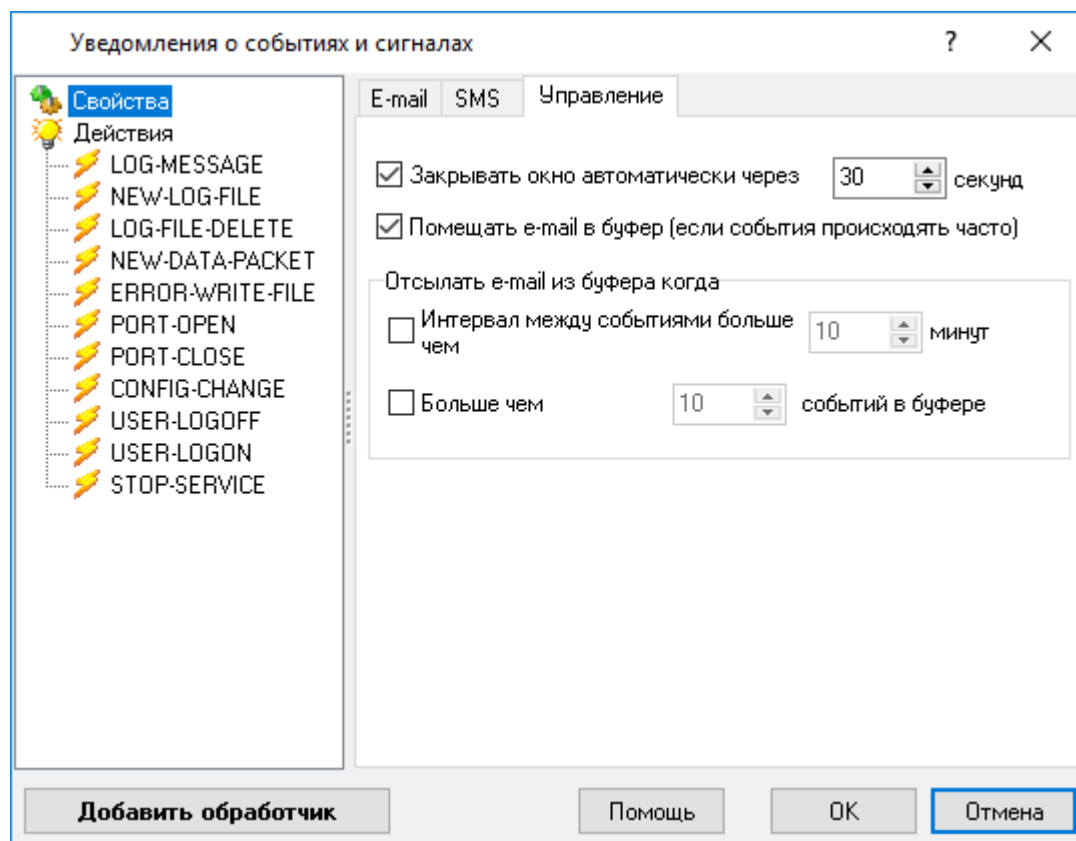 Уведомления о событиях и сигналах
?
Свойства
Действия
LOG-MESSAGE
NEW-LOG-FILE
LOG-FILE-DELETE
NEW-DATA-PACKET
ERROR-WRITE-FILE
PORT-OPEN
PORT-CLOSE
CONFIG-CHANGE
USER-LOGOFF
USER-LOGON
STOP-SERVICE
E-mail SMS Управление
Закрывать окно автоматически через 30 секунд
Помещать e-mail в буфер (если события происходять часто)
Отсылать e-mail из буфера когда
Интервал между событиями больше
чем 10 минут
Больше чем 10 событий в буфере
Добавить обработчик Помощь OK Отмена